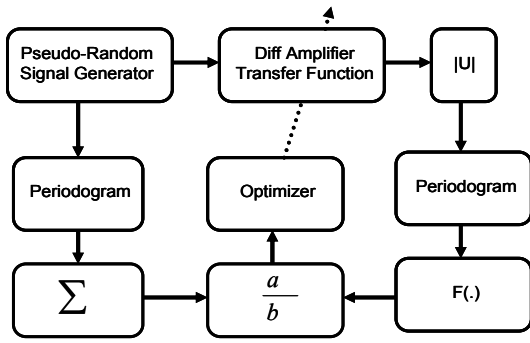 Pseudo-Random
Signal Generator
Diff Amplifier
Transfer Function
|U|
Periodogram
Optimizer
Periodogram
∑
a
b
F(.)